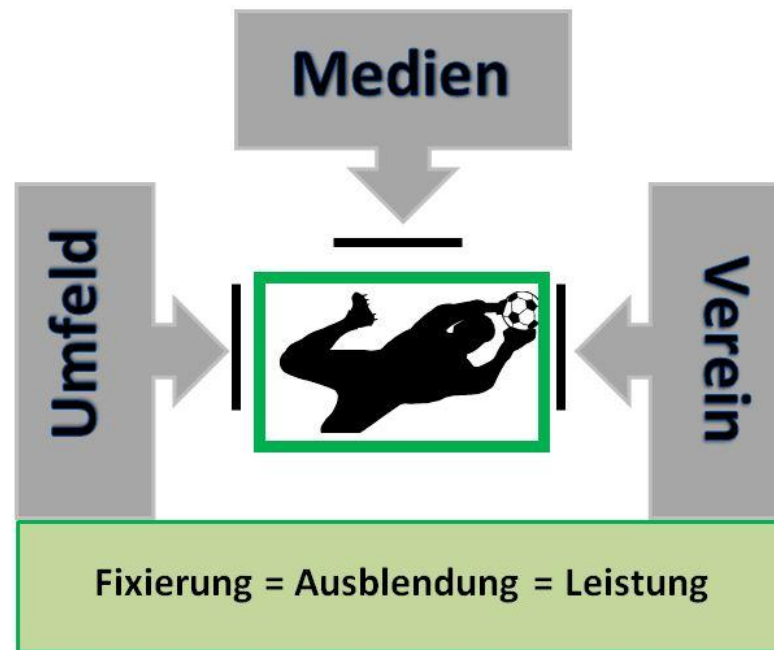 Medien
Umfeld
Verein
Fixierung = Ausblendung = Leistung